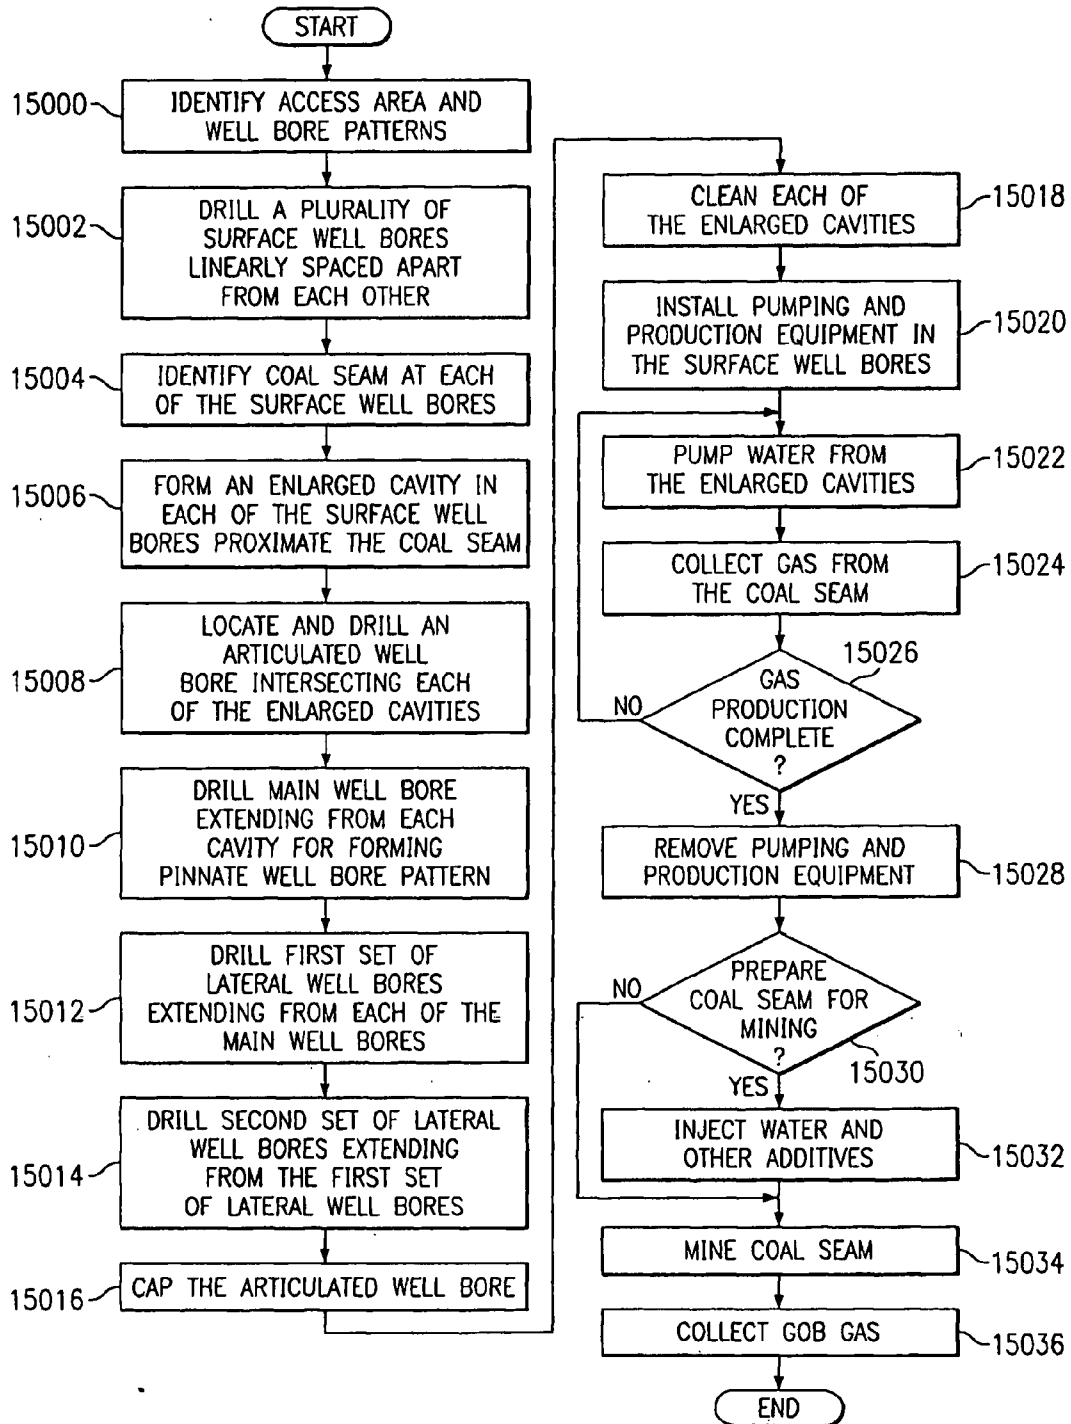 START
15000
IDENTIFY ACCESS AREA AND
WELL BORE PATTERNS
15002
DRILL A PLURALITY OF
SURFACE WELL BORES
LINEARLY SPACED APART
FROM EACH OTHER
15004
IDENTIFY COAL SEAM AT EACH
OF THE SURFACE WELL BORES
15006
FORM AN ENLARGED CAVITY IN
EACH OF THE SURFACE WELL
BORES PROXIMATE THE COAL SEAM
15008
LOCATE AND DRILL AN
ARTICULATED WELL
BORE INTERSECTING EACH
OF THE ENLARGED CAVITIES
15010
DRILL MAIN WELL BORE
EXTENDING FROM EACH
CAVITY FOR FORMING
PINNATE WELL BORE PATTERN
15012
DRILL FIRST SET OF
LATERAL WELL BORES
EXTENDING FROM EACH OF THE
MAIN WELL BORES
15014
DRILL SECOND SET OF LATERAL
WELL BORES EXTENDING
FROM THE FIRST SET
OF LATERAL WELL BORES
15016
CAP THE ARTICULATED WELL BORE
CLEAN EACH OF
THE ENLARGED CAVITIES
15018
INSTALL PUMPING AND
PRODUCTION EQUIPMENT IN
THE SURFACE WELL BORES
15020
PUMP WATER FROM
THE ENLARGED CAVITIES
15022
COLLECT GAS FROM
THE COAL SEAM
15024
15026
GAS
PRODUCTION
COMPLETE
?
NO
YES
REMOVE PUMPING AND
PRODUCTION EQUIPMENT
15028
PREPARE
COAL SEAM FOR
MINING
?
NO
15030
YES
INJECT WATER AND
OTHER ADDITIVES
15032
MINE COAL SEAM
15034
COLLECT GOB GAS
15036
END